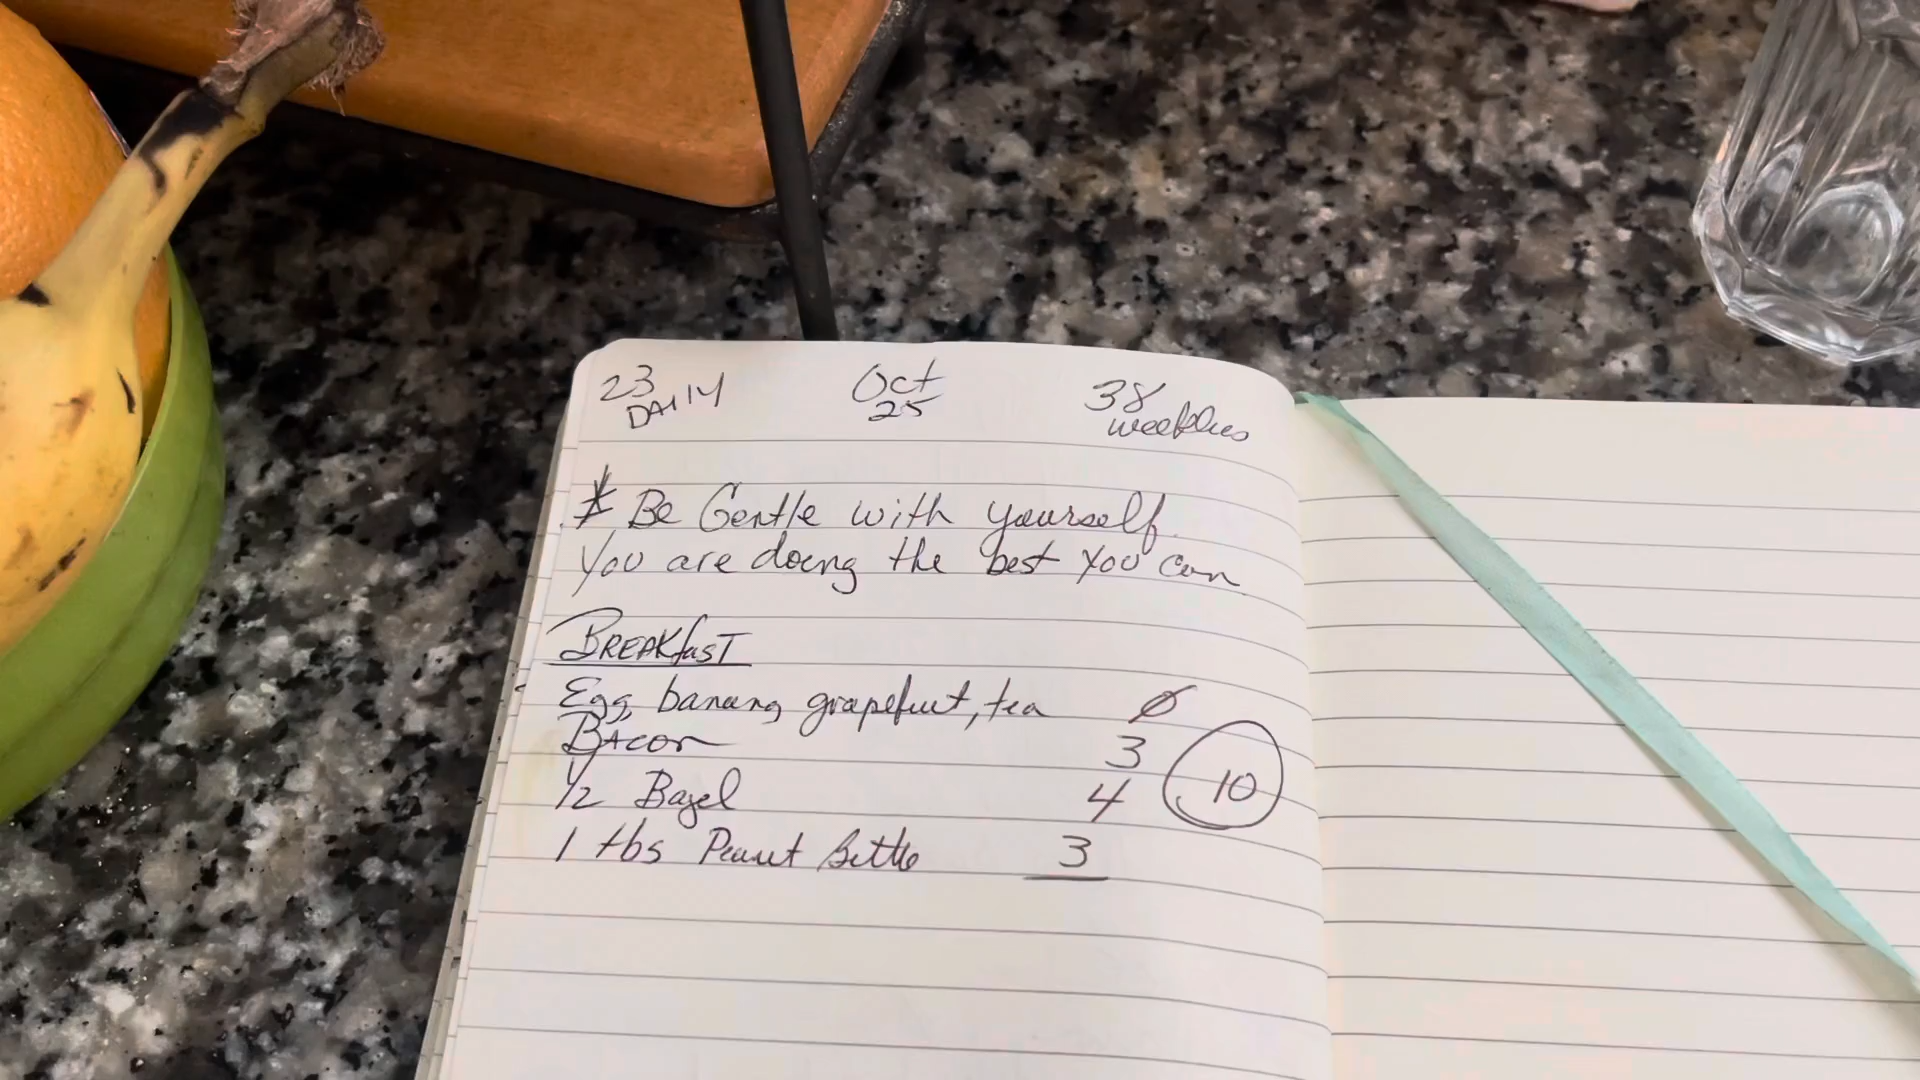 23 Oct 38
DAILY 25 weeklies
* Be Gentle with yourself.
You are doing the best you can
BREAKfasT
Egg, banana, grapefruit, tea Ø
Bacon 3
10
1/2 Bagel 4
1 tbs Peanut Butter 3